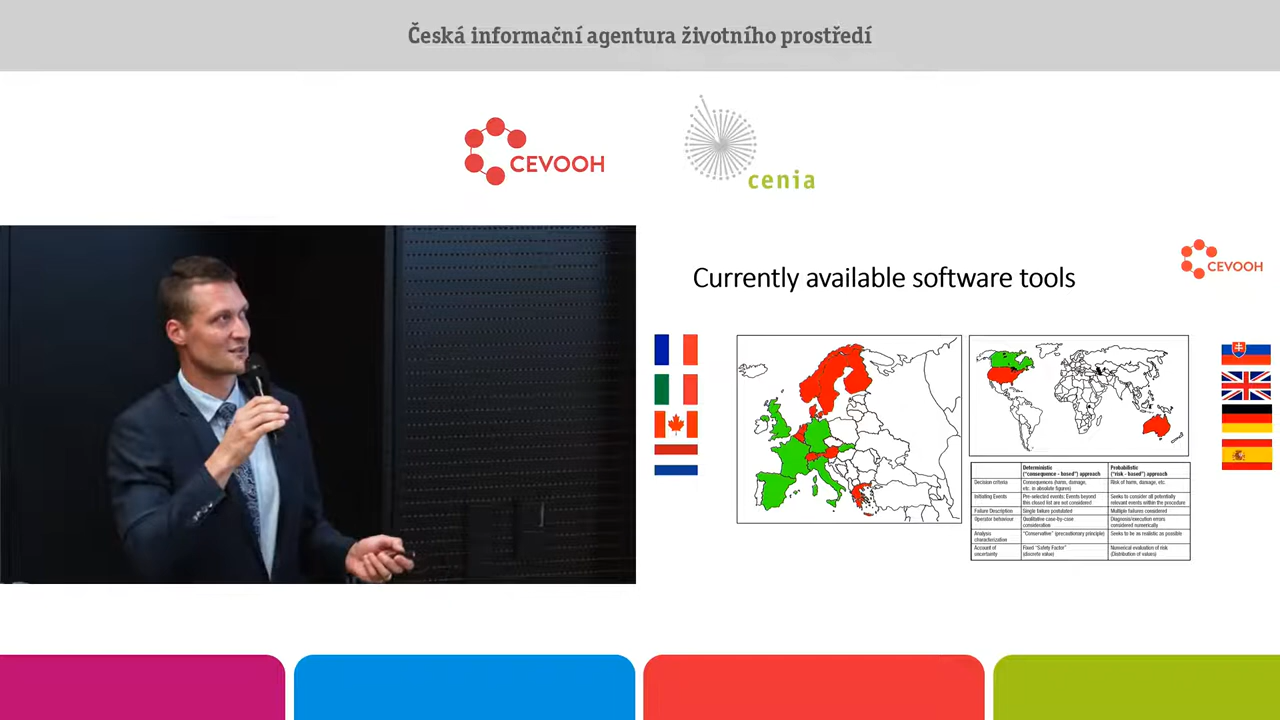 Česká informační agentura životního prostředí
CEVOOH
cenia
CEVOOH
Currently available software tools
Deterministic
("consequence - based") approach
Probabilistic
("risk - based") approach
Decision criteria
Consequences (harm, damage,
etc. in absolute figures)
Risk of harm, damage, etc.
Initiating Events
Pre-selected events; Events beyond
this closed list are not considered
Seeks to consider all potentially
relevant events within the procedure
Failure Description
Single failure postulated
Multiple failures considered
Operator behaviour
Qualitative case-by-case
consideration
Diagnosis/execution errors
considered numerically
Analysis
characterization
"Conservative" (precautionary principle)
Seeks to be as realistic as possible
Account of
uncertainty
Fixed "Safety Factor"
(discrete value)
Numerical evaluation of risk
(Distribution of values)